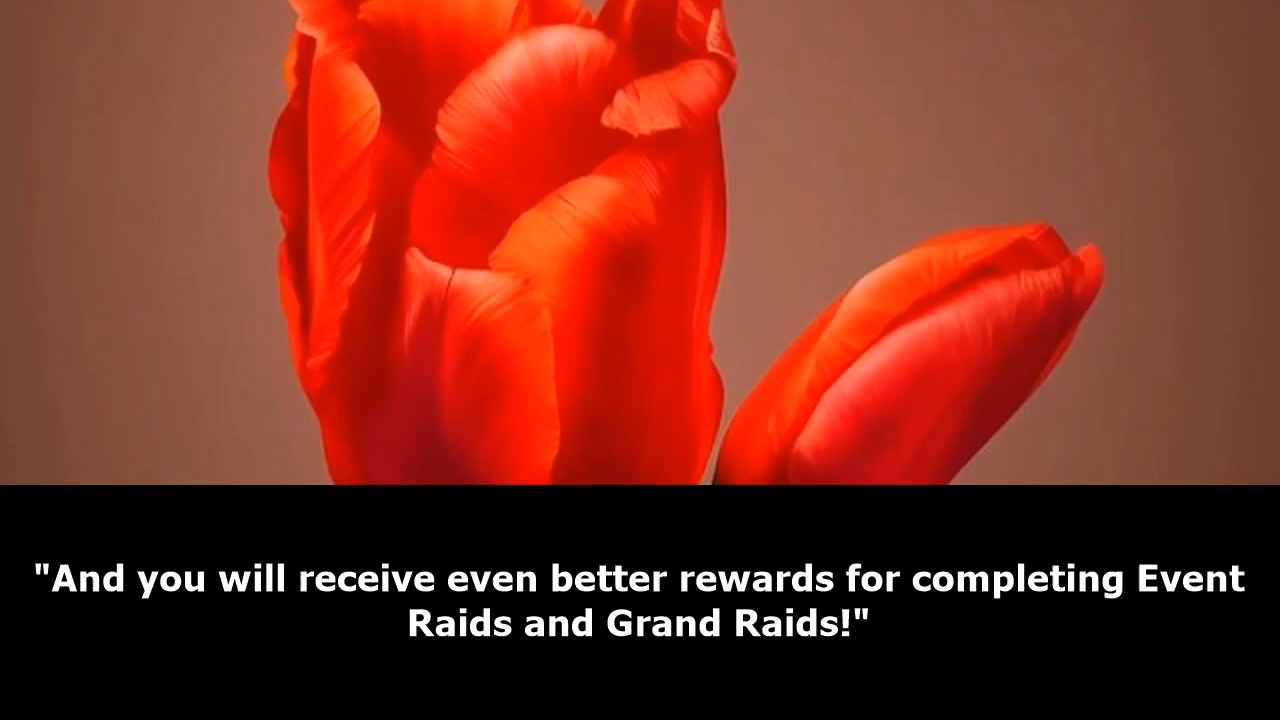 "And you will receive even better rewards for completing Event
Raids and Grand Raids!"